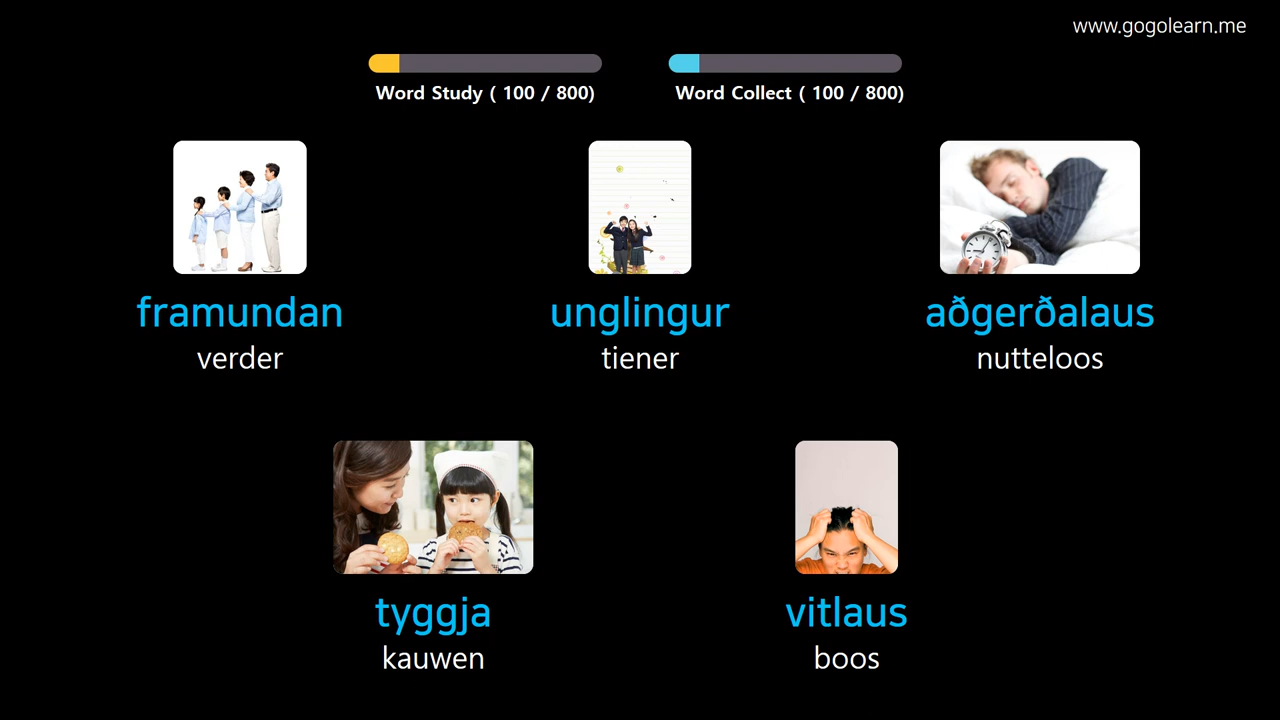 www.gogolearn.me
Word Study ( 100 / 800)
Word Collect ( 100 / 800)
framundan
verder
unglingur
tiener
aðgerðalaus
nutteloos
tyggja
kauwen
vitlaus
boos